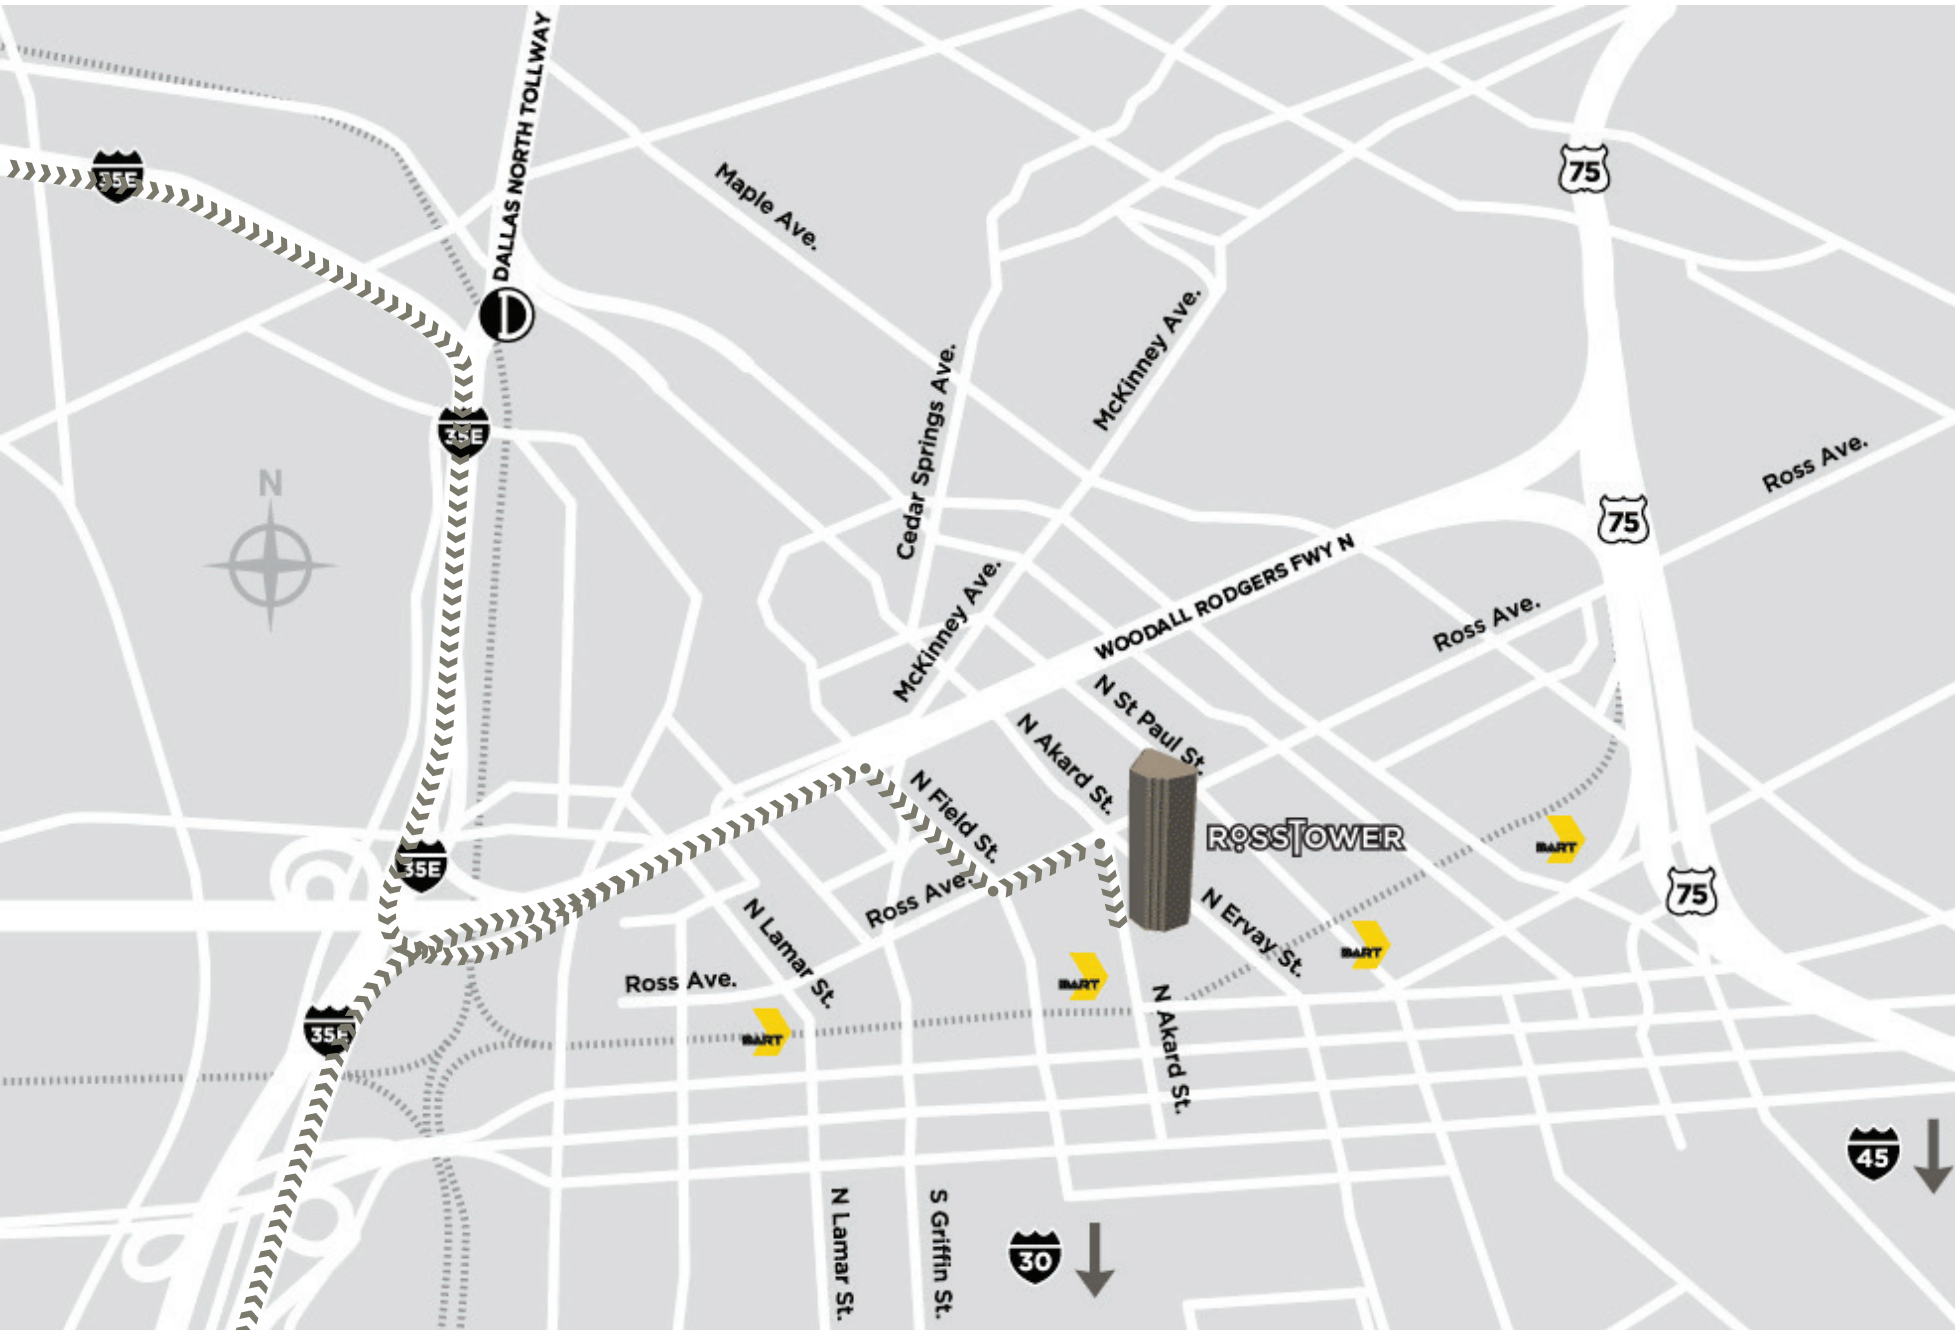 DALLAS NORTH TOLLWAY
35E
75
Maple Ave.
D
McKinney Ave.
Cedar Springs Ave.
35E
Ross Ave.
N
75
WOODALL RODGERS FWY N
McKinney Ave.
Ross Ave.
N St Paul St.
N Akard St.
N Field St.
ROSSTOWER
DART
35E
Ross Ave.
75
N Lamar St.
N Ervay St.
DART
Ross Ave.
DART
35E
DART
N Akard St.
45
N Lamar St.
S Griffin St.
30